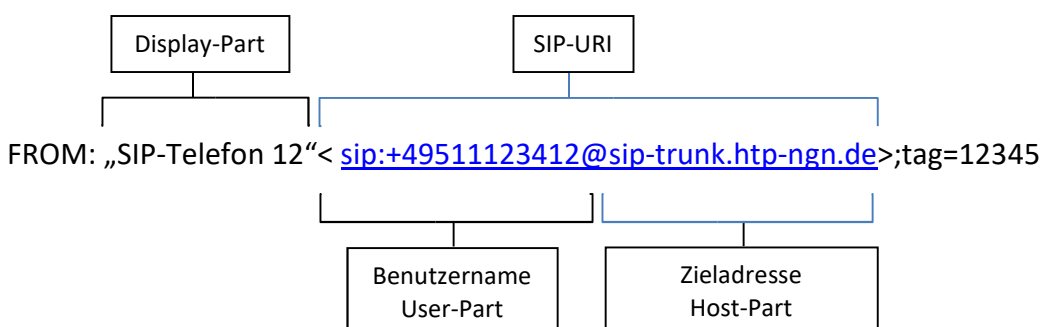 Display-Part
SIP-URI
FROM: „SIP-Telefon 12“< sip:+49511123412@sip-trunk.htp-ngn.de>;tag=12345
Benutzername
User-Part
Zieladresse
Host-Part